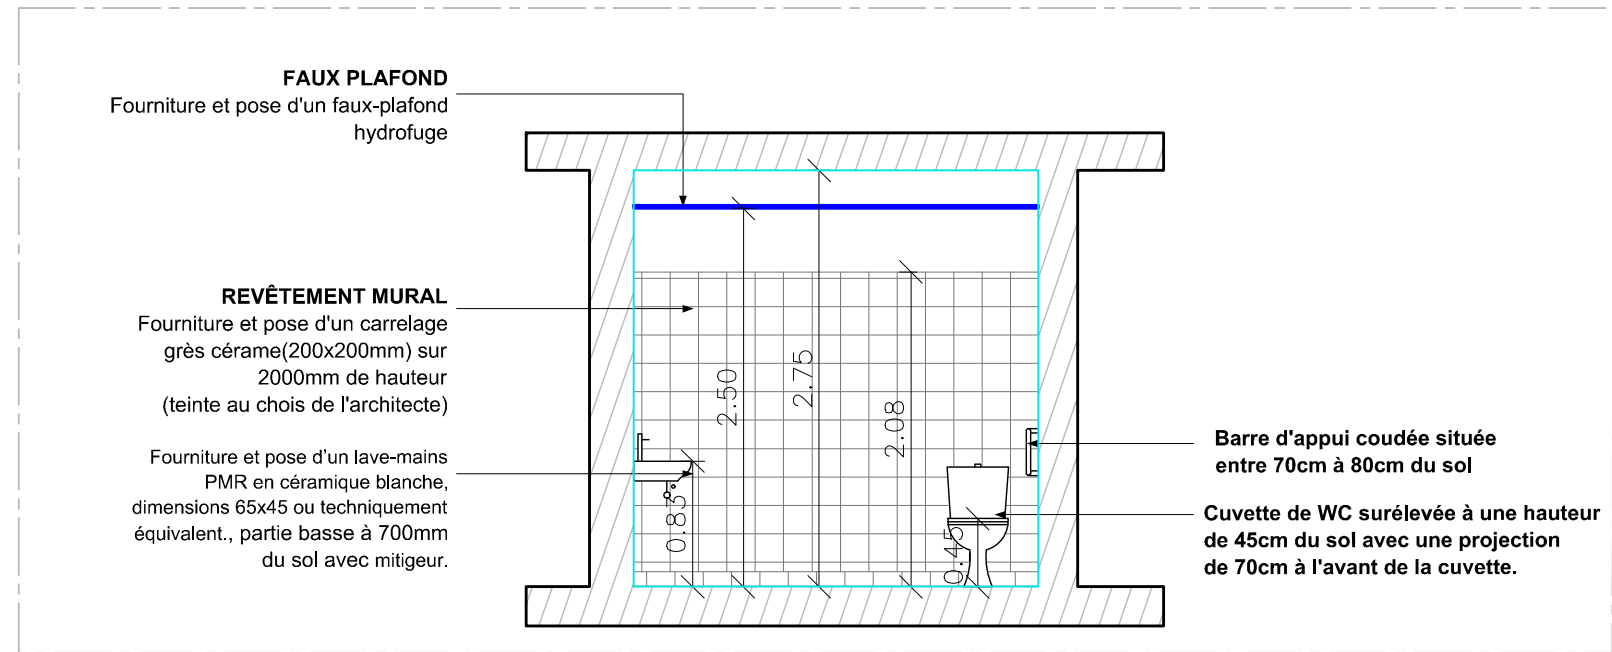 FAUX PLAFOND
Fourniture et pose d'un faux-plafond
hydrofuge
REVÊTEMENT MURAL
Fourniture et pose d'un carrelage
grès cérame(200x200mm) sur
2000mm de hauteur
(teinte au chois de l'architecte)
Fourniture et pose d'un lave-mains
PMR en céramique blanche,
dimensions 65x45 ou techniquement
équivalent., partie basse à 700mm
du sol avec mitigeur.
2.50
2.75
2.08
0.83
0.45
Barre d'appui coudée située
entre 70cm à 80cm du sol
Cuvette de WC surélevée à une hauteur
de 45cm du sol avec une projection
de 70cm à l'avant de la cuvette.